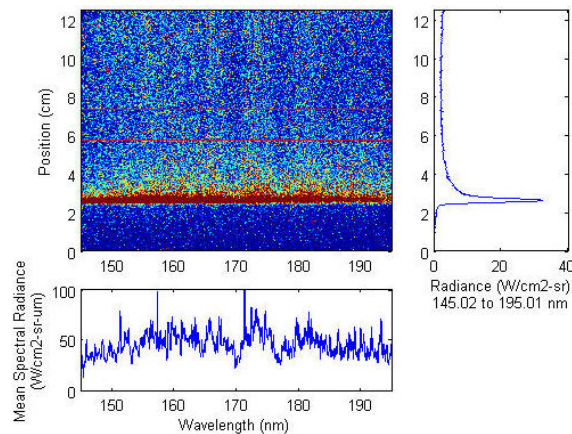 12
10
8
6
4
2
0
Position (cm)
150 160 170 180 190
12
10
8
6
4
2
0
0 20 40
Radiance (W/cm2-sr)
145.02 to 195.01 nm
100
50
0
Mean Spectral Radiance
(W/cm2-sr-um)
150 160 170 180 190
Wavelength (nm)